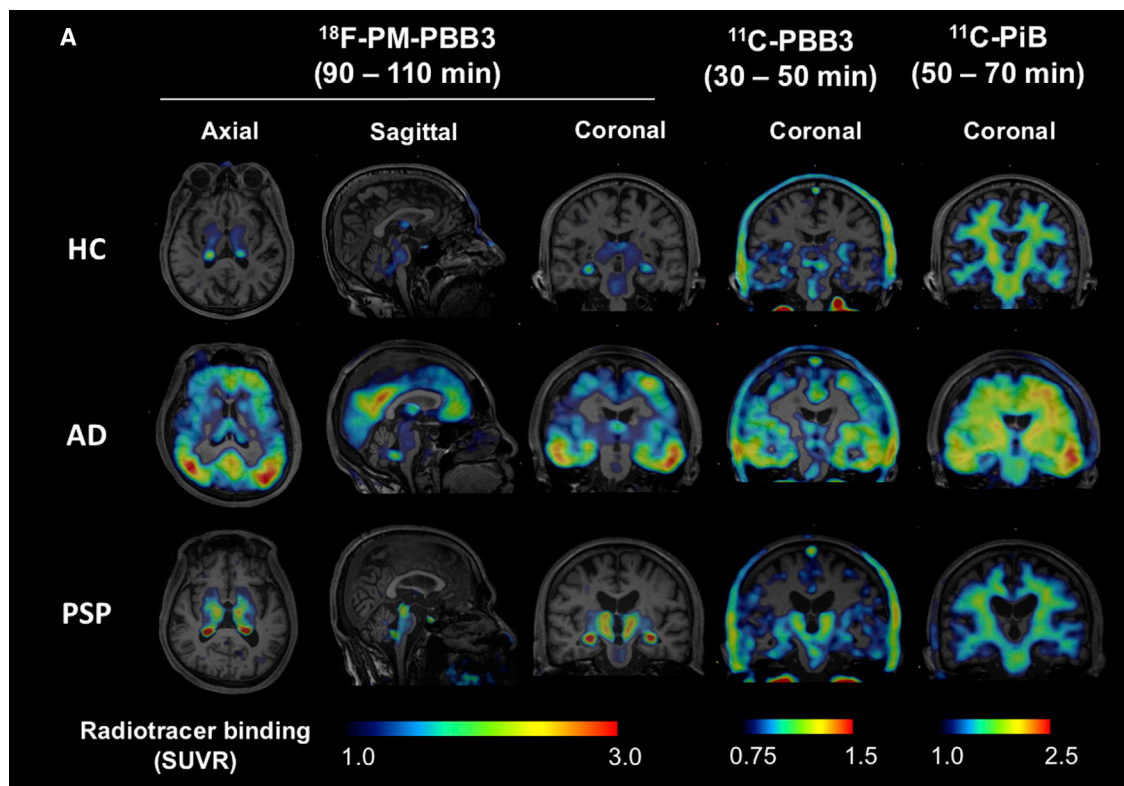 A
¹⁸F-PM-PBB3
(90 – 110 min)
¹¹C-PBB3
(30 – 50 min)
¹¹C-PiB
(50 – 70 min)
Axial
Sagittal
Coronal
Coronal
Coronal
HC
AD
PSP
Radiotracer binding
(SUVR)
1.0
3.0
0.75
1.5
1.0
2.5